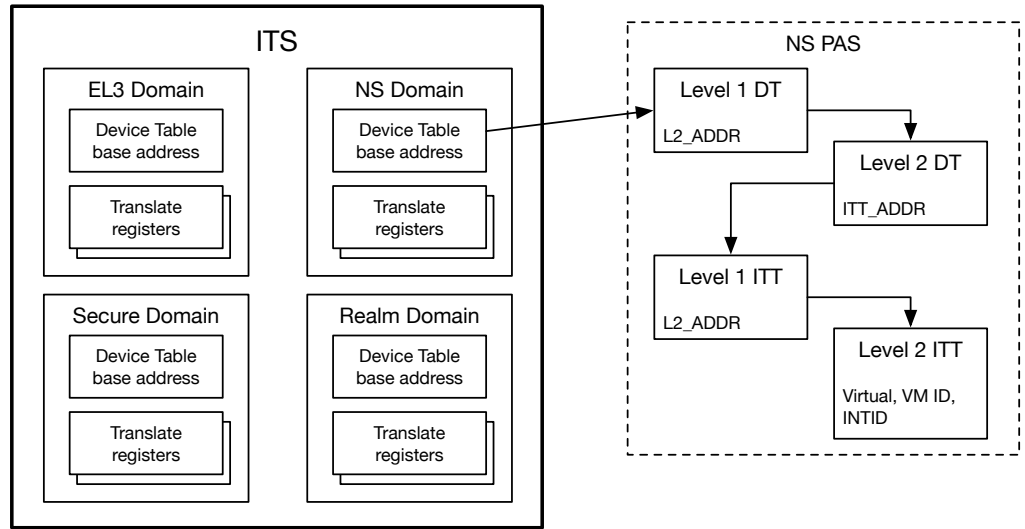 ITS
EL3 Domain
Device Table
base address
Translate
registers
NS Domain
Device Table
base address
Translate
registers
Secure Domain
Device Table
base address
Translate
registers
Realm Domain
Device Table
base address
Translate
registers
NS PAS
Level 1 DT
L2_ADDR
Level 2 DT
ITT_ADDR
Level 1 ITT
L2_ADDR
Level 2 ITT
Virtual, VM ID,
INTID